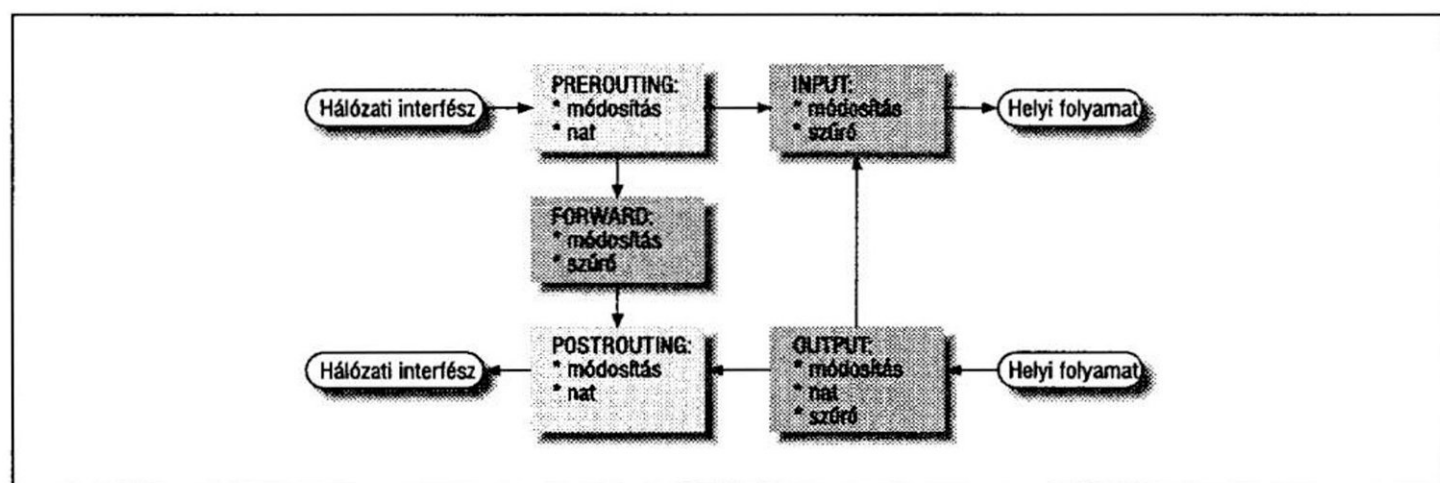 Hálózati interfész
PREROUTING:
* módosítás
* nat
INPUT:
* módosítás
* szűrő
Helyi folyamat
FORWARD:
* módosítás
* szűrő
Hálózati interfész
POSTROUTING:
* módosítás
* nat
OUTPUT:
* módosítás
* nat
* szűrő
Helyi folyamat